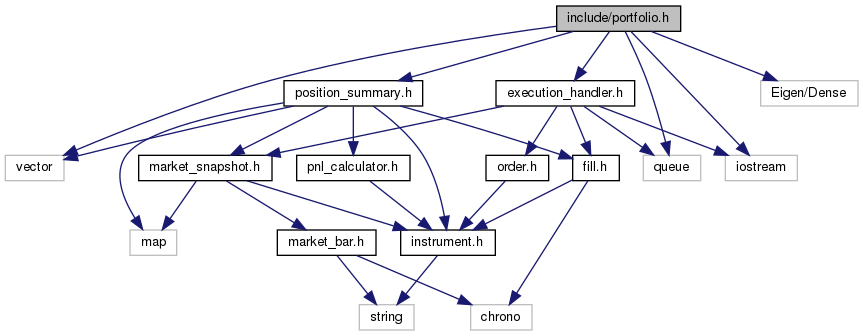 include/portfolio.h
position_summary.h
execution_handler.h
Eigen/Dense
vector
market_snapshot.h
pnl_calculator.h
order.h
fill.h
queue
iostream
map
market_bar.h
instrument.h
string
chrono